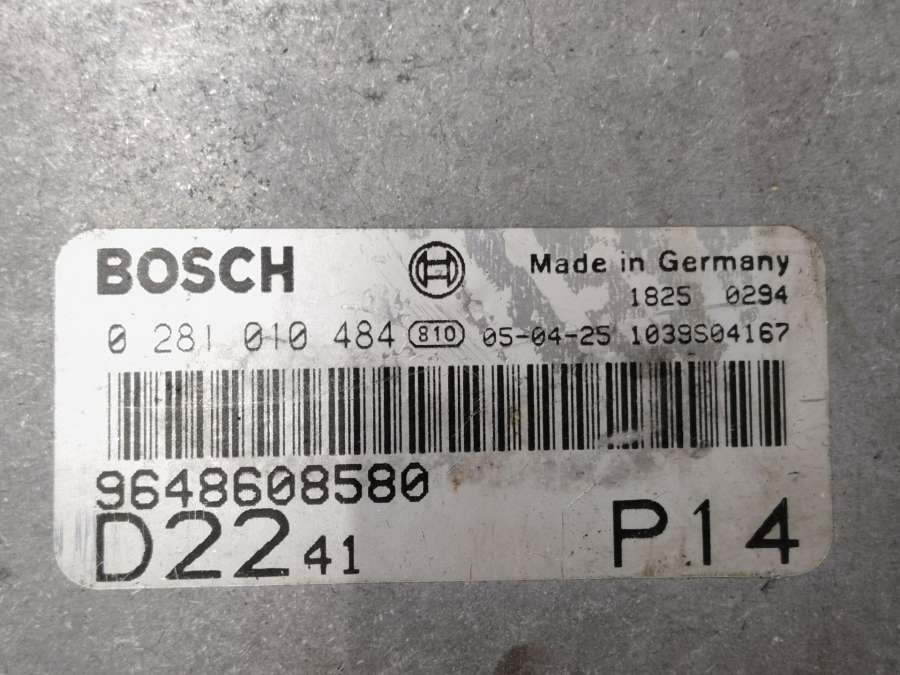 BOSCH Made in Germany
1825 0294
0 281 010 484 810 05-04-25 1039S04167
9648608580
D22 41 P14